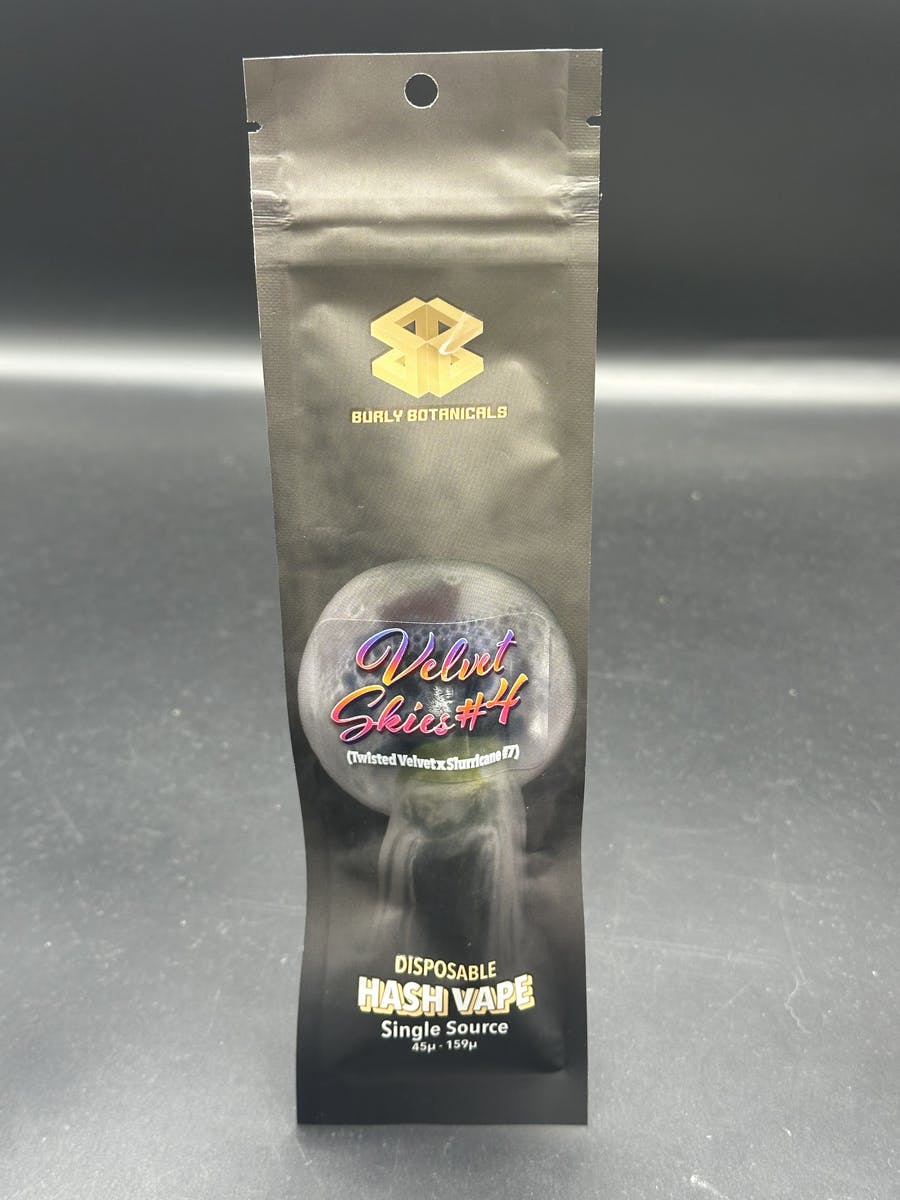 BURLY BOTANICALS
Velvet
Skies #4
(Twisted Velvet x Slurricane #7)
DISPOSABLE
HASH VAPE
Single Source
45µ - 159µ